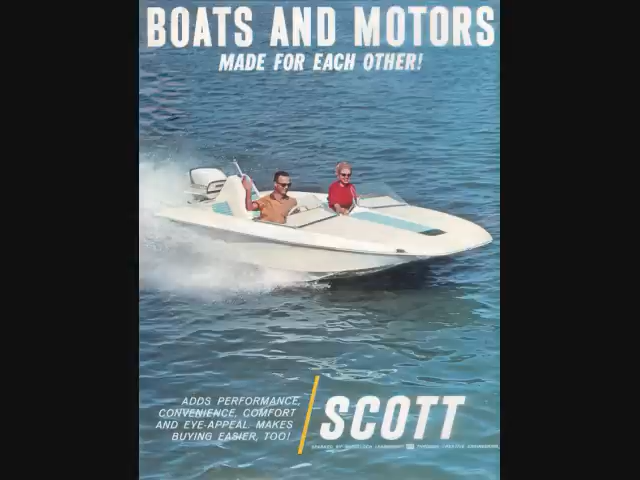 BOATS AND MOTORS
MADE FOR EACH OTHER!
ADDS PERFORMANCE,
CONVENIENCE, COMFORT
AND EYE-APPEAL. MAKES
BUYING EASIER, TOO!
SCOTT